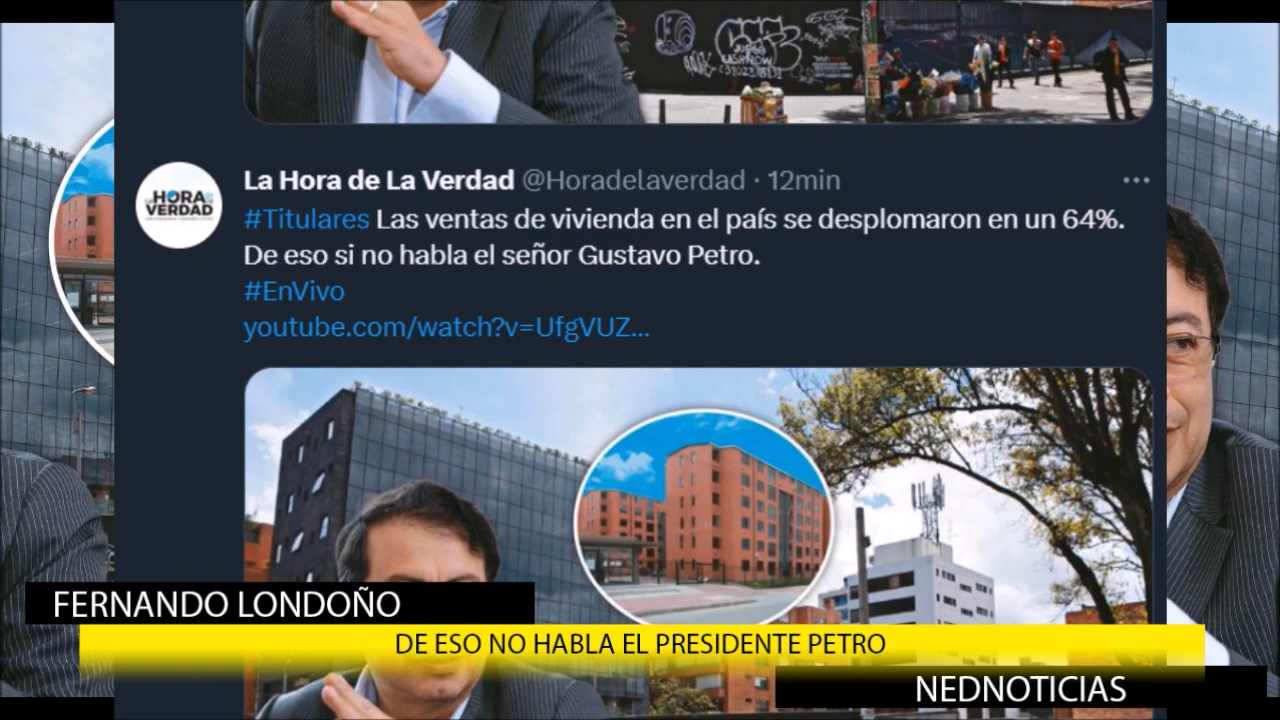 La Hora de La Verdad @Horadelaverdad · 12min
HORA
VERDAD
#Titulares Las ventas de vivienda en el país se desplomaron en un 64%.
De eso si no habla el señor Gustavo Petro.
#EnVivo
youtube.com/watch?v=UfgVUZ...
FERNANDO LONDOÑO
DE ESO NO HABLA EL PRESIDENTE PETRO
NEDNOTICIAS